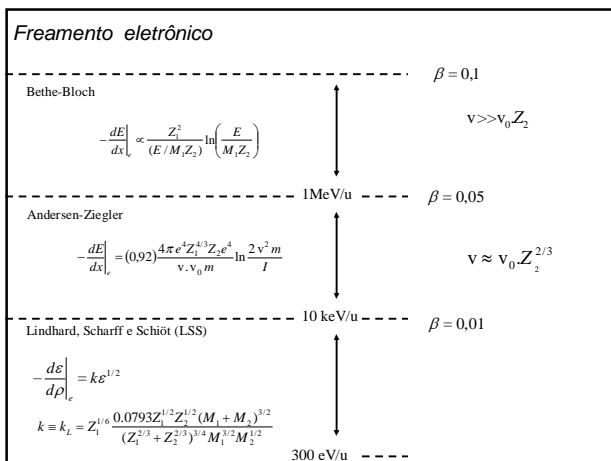 Freamento eletrônico
β = 0,1
Bethe-Bloch
v>>v₀.Z₂
-dE/dx|ₑ ∝ Z₁²/(E/M₁Z₂) ln(E/M₁Z₂)
1MeV/u
β = 0,05
Andersen-Ziegler
-dE/dx|ₑ = (0,92) 4πe⁴Z₁^{4/3}Z₂e⁴/(v.v₀m) ln 2v²m/I
v ≈ v₀.Z₂^{2/3}
10 keV/u
β = 0,01
Lindhard, Scharff e Schiöt (LSS)
-dε/dρ|ₑ = kε^{1/2}
k ≡ k_L = Z₁^{1/6} 0.0793Z₁^{1/2}Z₂^{1/2}(M₁+M₂)^{3/2}/((Z₁^{2/3}+Z₂^{2/3})^{3/4}M₁^{3/2}M₂^{1/2})
300 eV/u